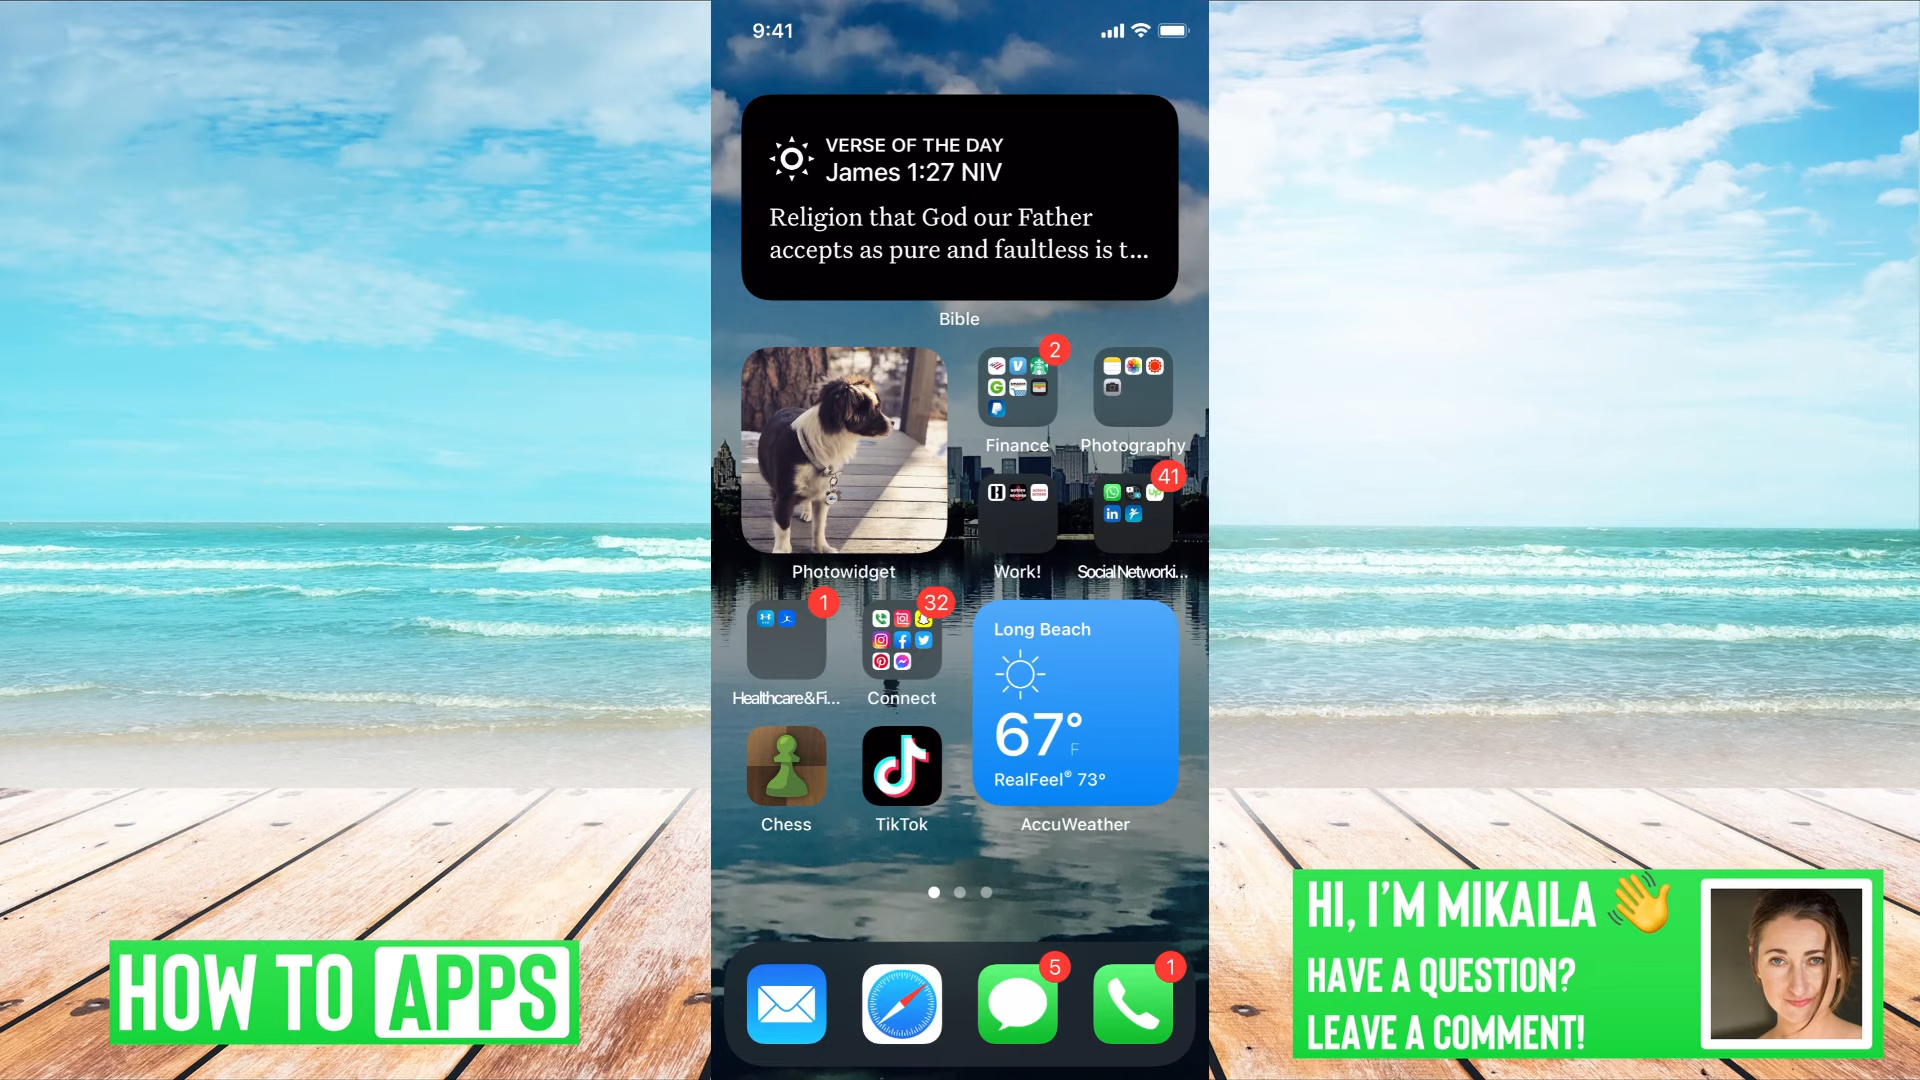 9:41
VERSE OF THE DAY
James 1:27 NIV
Religion that God our Father
accepts as pure and faultless is t...
Bible
2
Finance
Photography
41
Photowidget
Work!
Social Networki...
1
32
Healthcare & Fi...
Connect
Long Beach
67°
F
RealFeel® 73°
Chess
TikTok
AccuWeather
5
1
HOW TO APPS
HI, I'M MIKAILA
HAVE A QUESTION?
LEAVE A COMMENT!